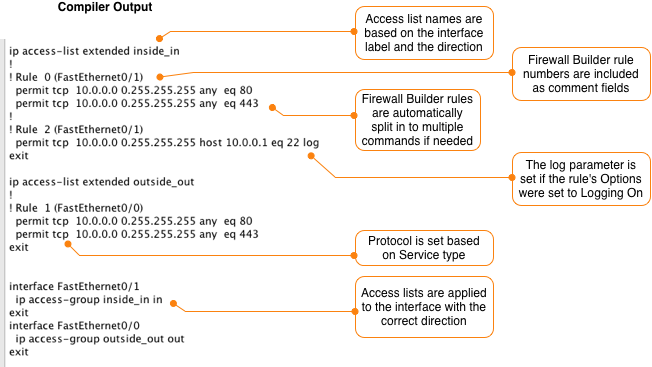 Compiler Output
Access list names are
based on the interface
label and the direction
ip access-list extended inside_in
!
! Rule  0 (FastEthernet0/1)
permit tcp  10.0.0.0 0.255.255.255 any  eq 80
permit tcp  10.0.0.0 0.255.255.255 any  eq 443
!
! Rule  2 (FastEthernet0/1)
permit tcp  10.0.0.0 0.255.255.255 host 10.0.0.1 eq 22 log
exit
Firewall Builder rule
numbers are included
as comment fields
Firewall Builder rules
are automatically
split in to multiple
commands if needed
The log parameter is
set if the rule's Options
were set to Logging On
ip access-list extended outside_out
!
! Rule  1 (FastEthernet0/0)
permit tcp  10.0.0.0 0.255.255.255 any  eq 80
permit tcp  10.0.0.0 0.255.255.255 any  eq 443
exit
Protocol is set based
on Service type
interface FastEthernet0/1
ip access-group inside_in in
exit
interface FastEthernet0/0
ip access-group outside_out out
exit
Access lists are applied
to the interface with the
correct direction